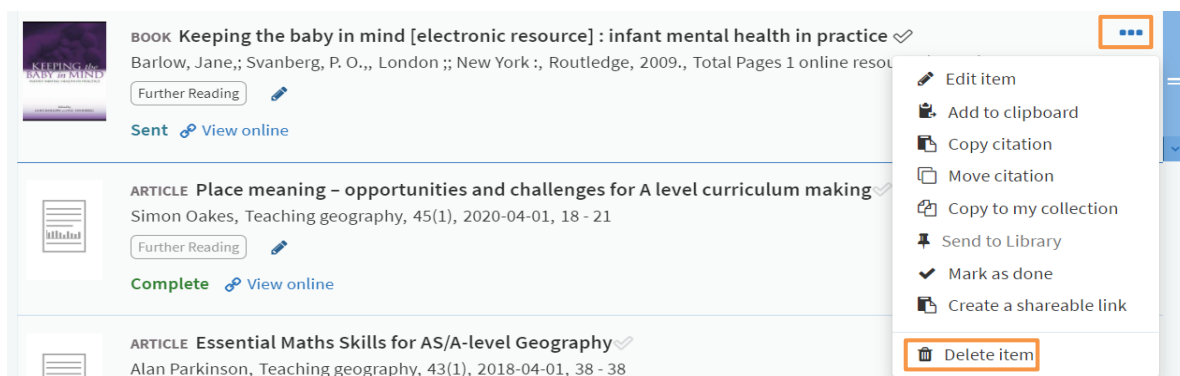 BOOK Keeping the baby in mind [electronic resource] : infant mental health in practice
Barlow, Jane,; Svanberg, P. O.,, London ;; New York :, Routledge, 2009., Total Pages 1 online resou
Further Reading
Sent View online
KEEPING the
BABY in MIND
Edit item
Add to clipboard
Copy citation
Move citation
Copy to my collection
Send to Library
Mark as done
Create a shareable link
Delete item
ARTICLE Place meaning – opportunities and challenges for A level curriculum making
Simon Oakes, Teaching geography, 45(1), 2020-04-01, 18 - 21
Further Reading
Complete View online
ARTICLE Essential Maths Skills for AS/A-level Geography
Alan Parkinson, Teaching geography, 43(1), 2018-04-01, 38 - 38